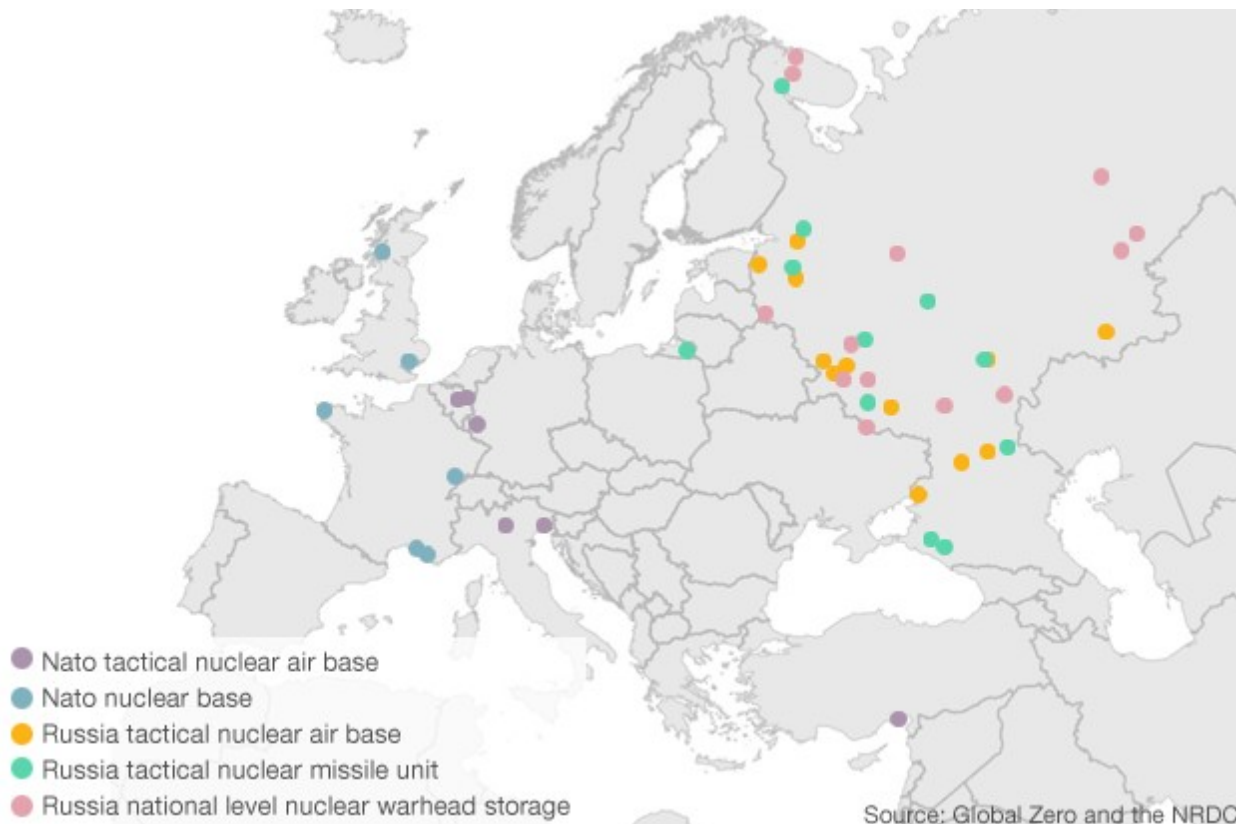 Nato tactical nuclear air base
Nato nuclear base
Russia tactical nuclear air base
Russia tactical nuclear missile unit
Russia national level nuclear warhead storage
Source: Global Zero and the NRDC